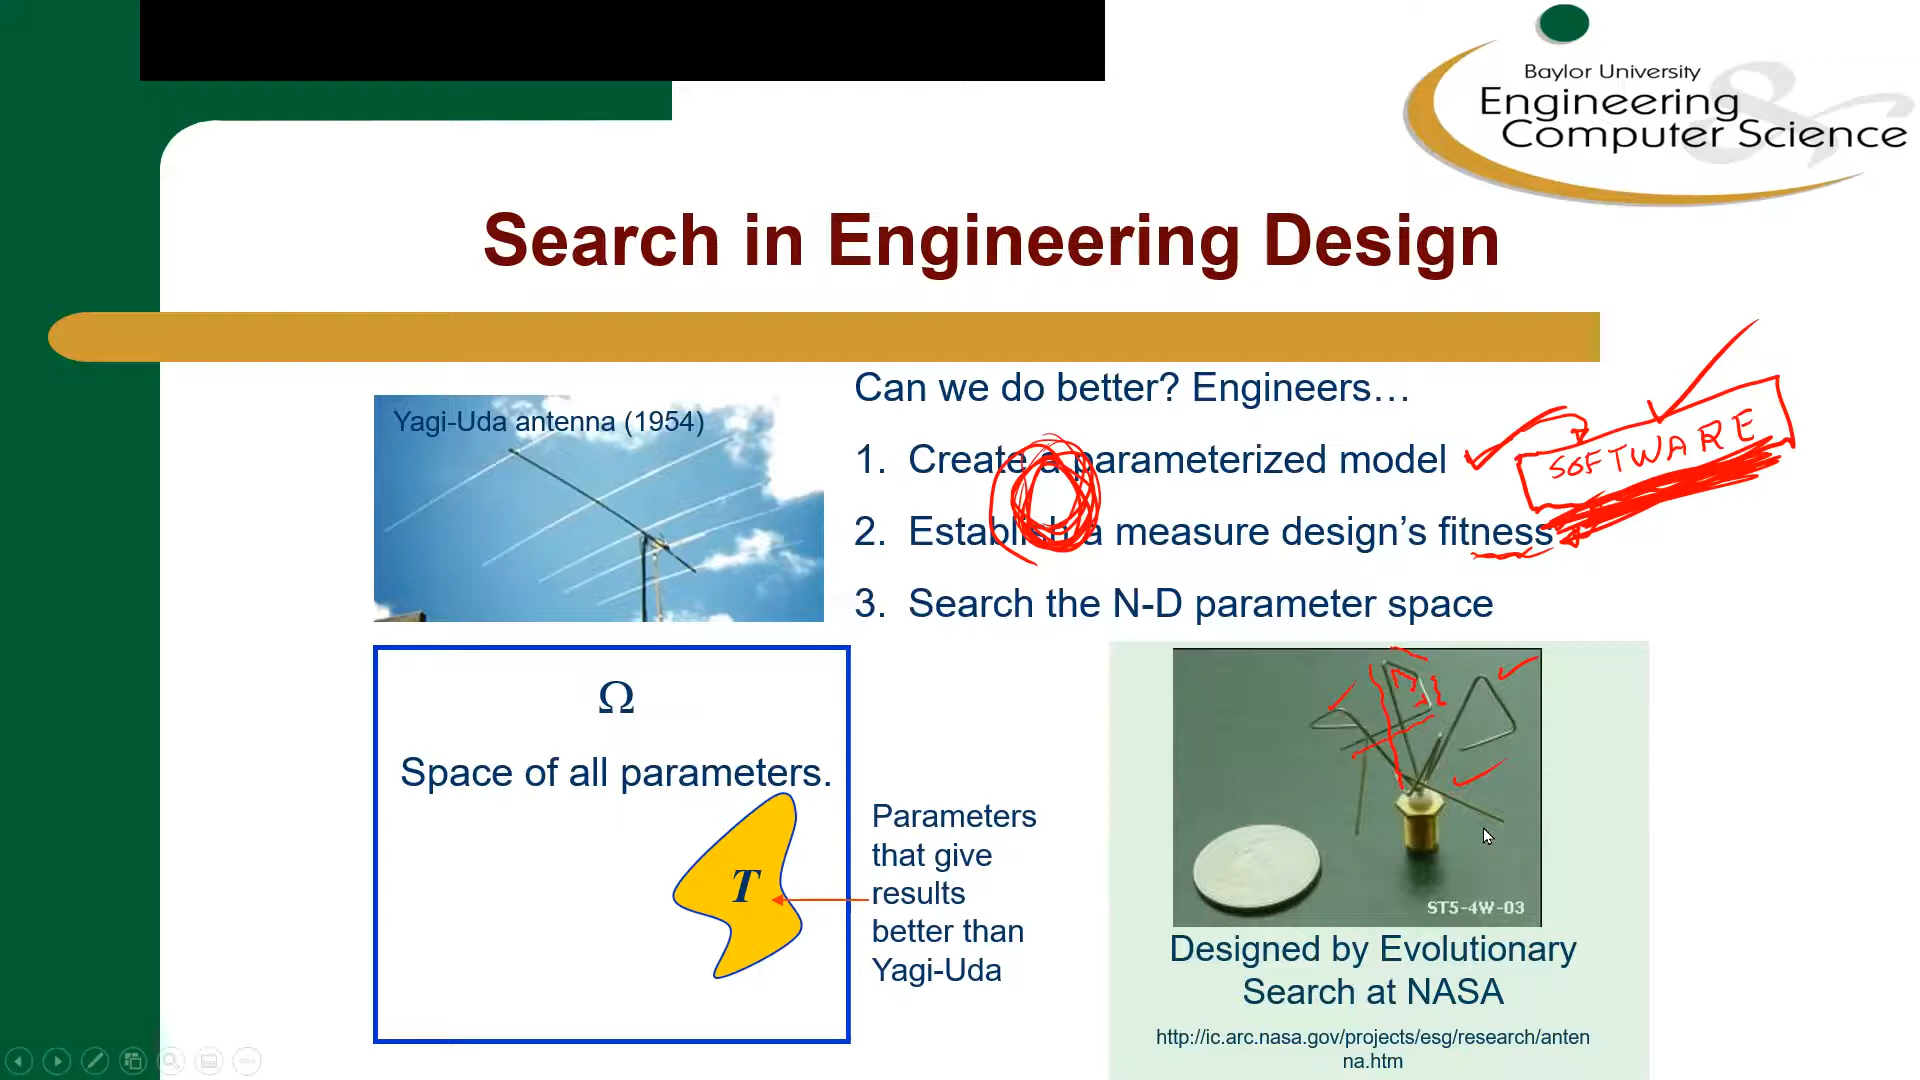 Baylor University
Engineering
&
Computer Science
Search in Engineering Design
Yagi-Uda antenna (1954)
Can we do better? Engineers…
1. Create a parameterized model
SOFTWARE
2. Establish a measure design’s fitness
3. Search the N-D parameter space
Ω
Space of all parameters.
T
Parameters
that give
results
better than
Yagi-Uda
ST5-4W-03
Designed by Evolutionary
Search at NASA
http://ic.arc.nasa.gov/projects/esg/research/anten
na.htm